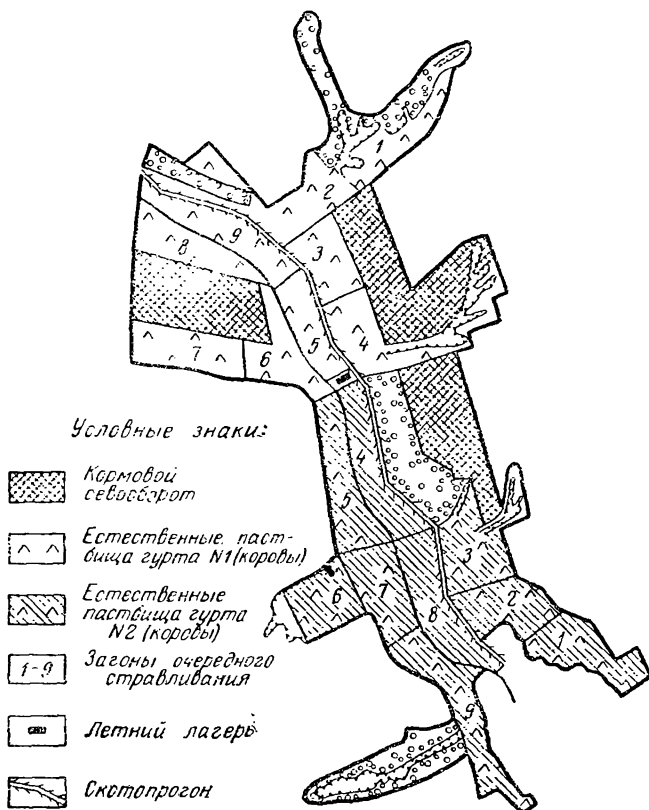 1
2
3
9
8
4
5
7
6
Условные знаки:
Кормовой
севооборот
4
5
Естественные паст-
бища гурта N1 (коровы)
3
6
7
8
2
1
Естественные
пастбища гурта
N2 (коровы)
1-9
Загоны очередного
стравливания
9
Летний лагерь
Скотопрогон